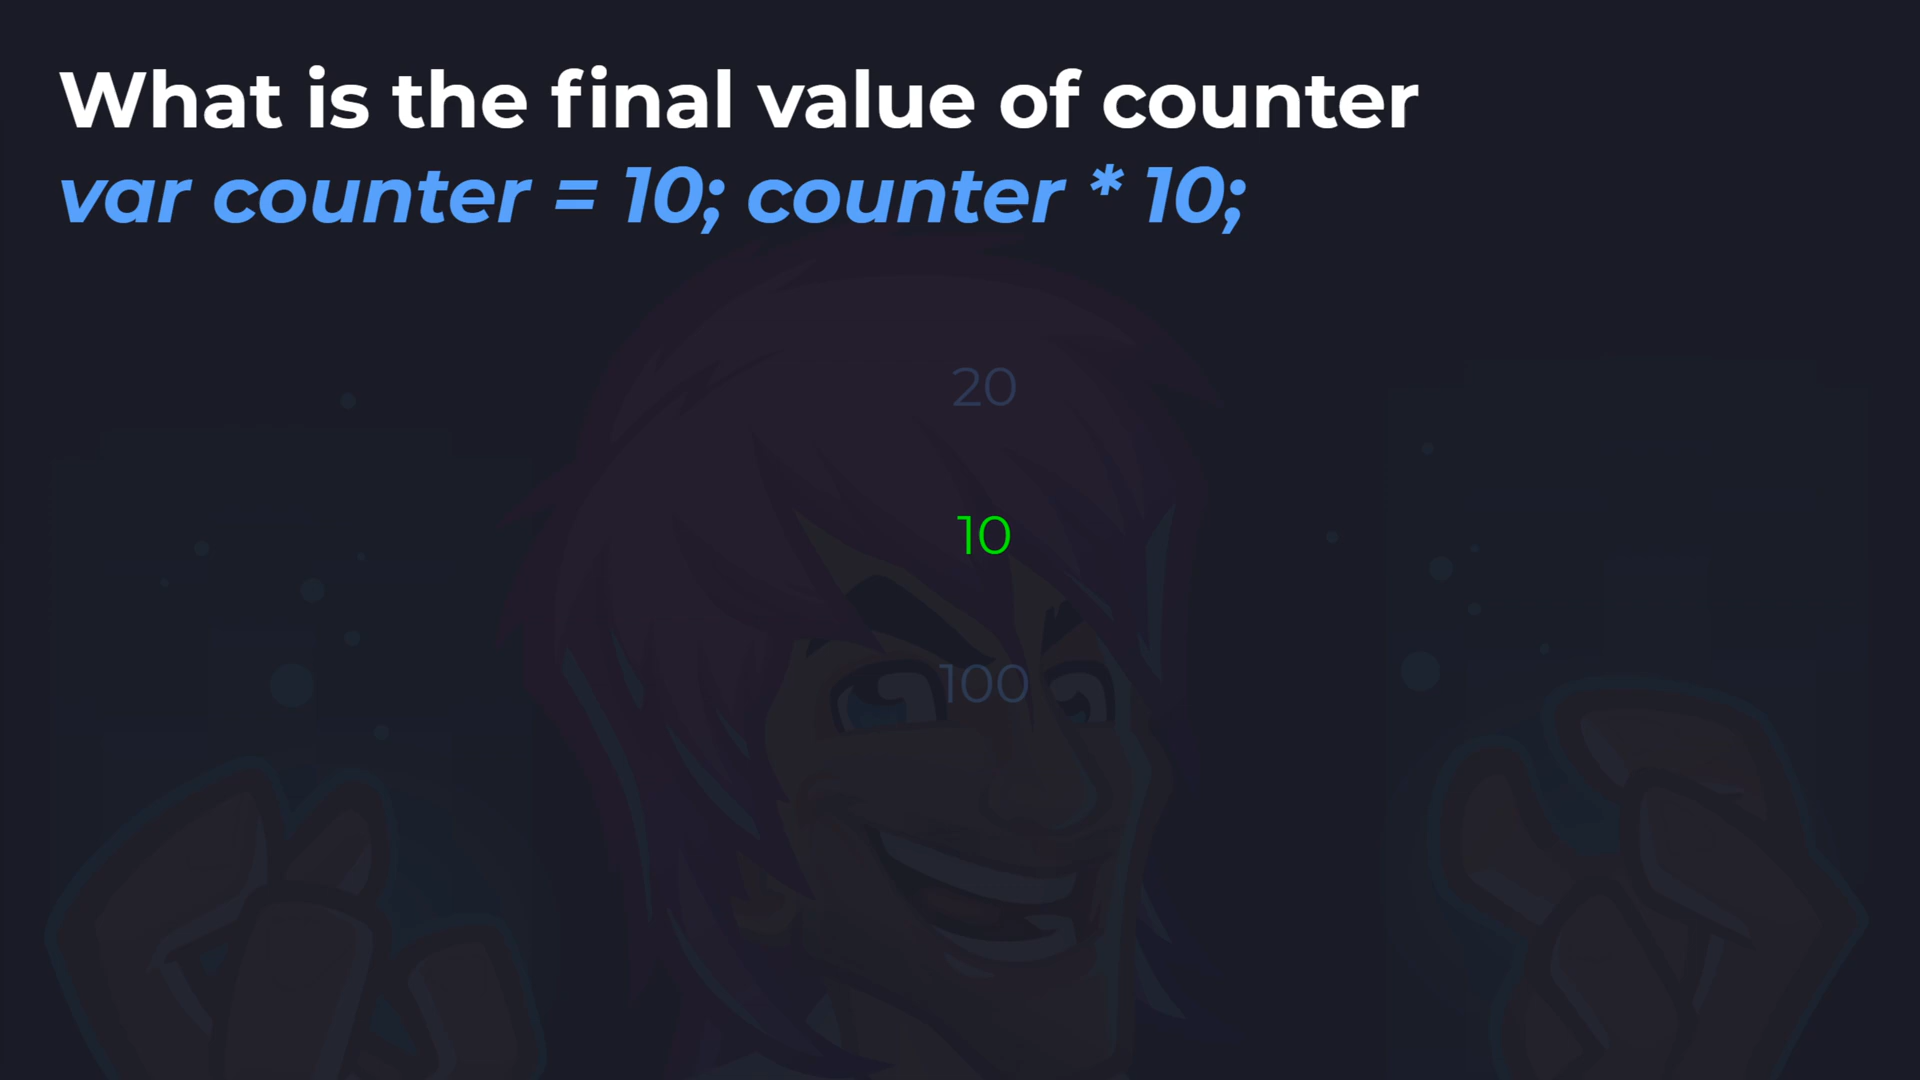 What is the final value of counter
var counter = 10; counter * 10;
20
10
100